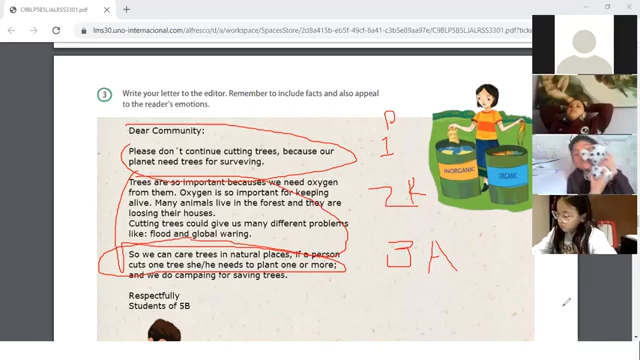 C9BLP5B5LJALRSS3301.pdf
lms30.uno-internacional.com/alfresco/d/a/workspace/SpacesStore/2d8a415b-eb5f-49cf-8a41-c3b5e89aa97e/C9BLP5B5LJALRSS3301.pdf?ticke
3 Write your letter to the editor. Remember to include facts and also appeal
to the reader's emotions.
Dear Community:
Please don´t continue cutting trees, because our
planet need trees for surveving.
Trees are so important because we need oxygen
from them. Oxygen is so important for keeping
alive. Many animals live in the forest and they are
loosing their houses.
Cutting trees could give us many different problems
like: flood and global waring.
So we can care trees in natural places, if a person
cuts one tree she/he needs to plant one or more;
and we do campaing for saving trees.
Respectfully
Students of 5B
P
1
2 K
3 A
INORGANIC
ORGANIC